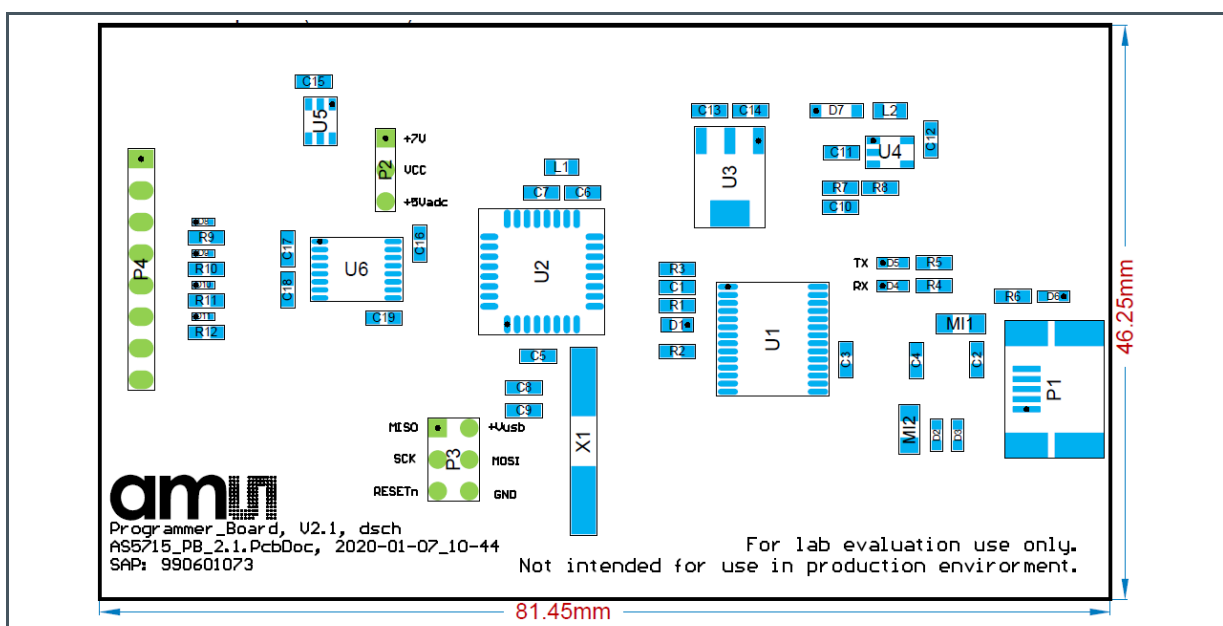 C15
U5
+7V
P2
VCC
+5Vadc
P4
D8
R9
D9
R10
D10
R11
D11
R12
C17
C18
U6
C16
C19
L1
C7
C6
U2
C5
C8
C9
X1
MISO
+Vusb
SCK
P3
MOSI
RESETn
GND
C13
C14
U3
D7
L2
C12
C11
U4
R7
R8
C10
TX
D5
R5
RX
D4
R4
R3
C1
R1
D1
R2
U1
C3
C4
C2
R6
D6
MI1
P1
MI2
D2
D3
46.25mm
amu
Programmer_Board, V2.1, dsch
AS5715_PB_2.1.PcbDoc, 2020-01-07_10-44
SAP: 990601073
For lab evaluation use only.
Not intended for use in production envirorment.
81.45mm